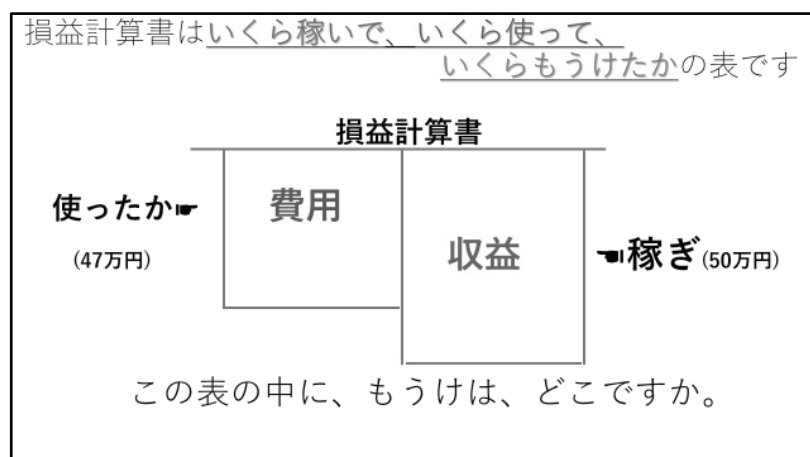 損益計算書はいくら稼いで、いくら使って、
いくらもうけたかの表です
損益計算書
使ったか☛
(47万円)
費用
収益
☚稼ぎ(50万円)
この表の中に、もうけは、どこですか。